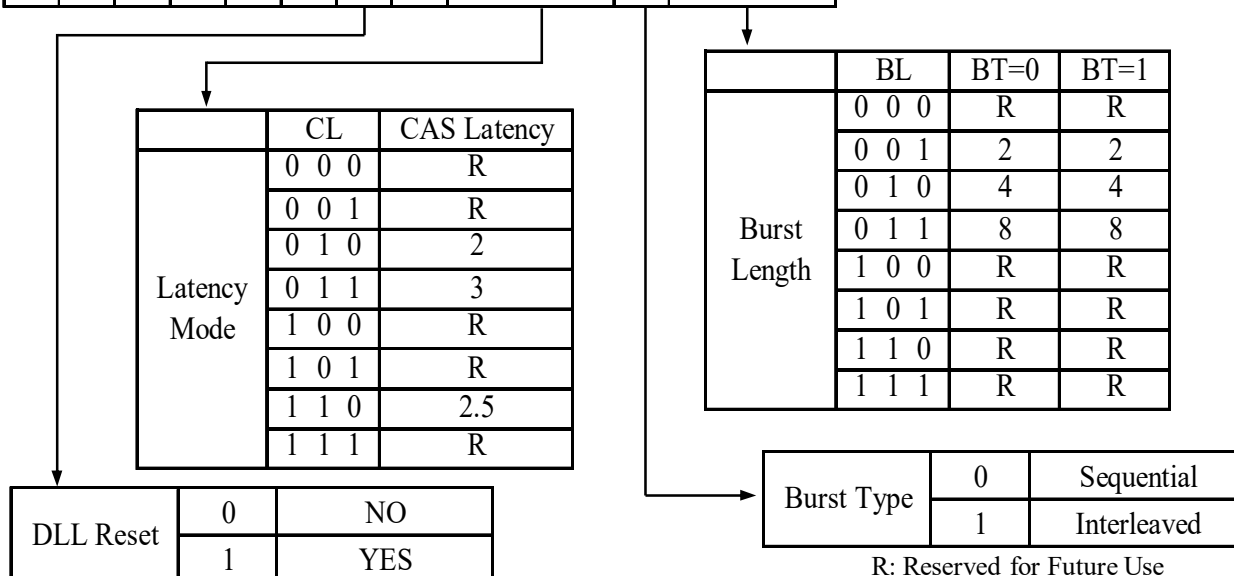 BL BT=0 BT=1
0 0 0 R R
0 0 1 2 2
0 1 0 4 4
Burst Length
0 1 1 8 8
1 0 0 R R
1 0 1 R R
1 1 0 R R
1 1 1 R R
CL CAS Latency
0 0 0 R
0 0 1 R
0 1 0 2
Latency Mode
0 1 1 3
1 0 0 R
1 0 1 R
1 1 0 2.5
1 1 1 R
DLL Reset
0 NO
1 YES
Burst Type
0 Sequential
1 Interleaved
R: Reserved for Future Use